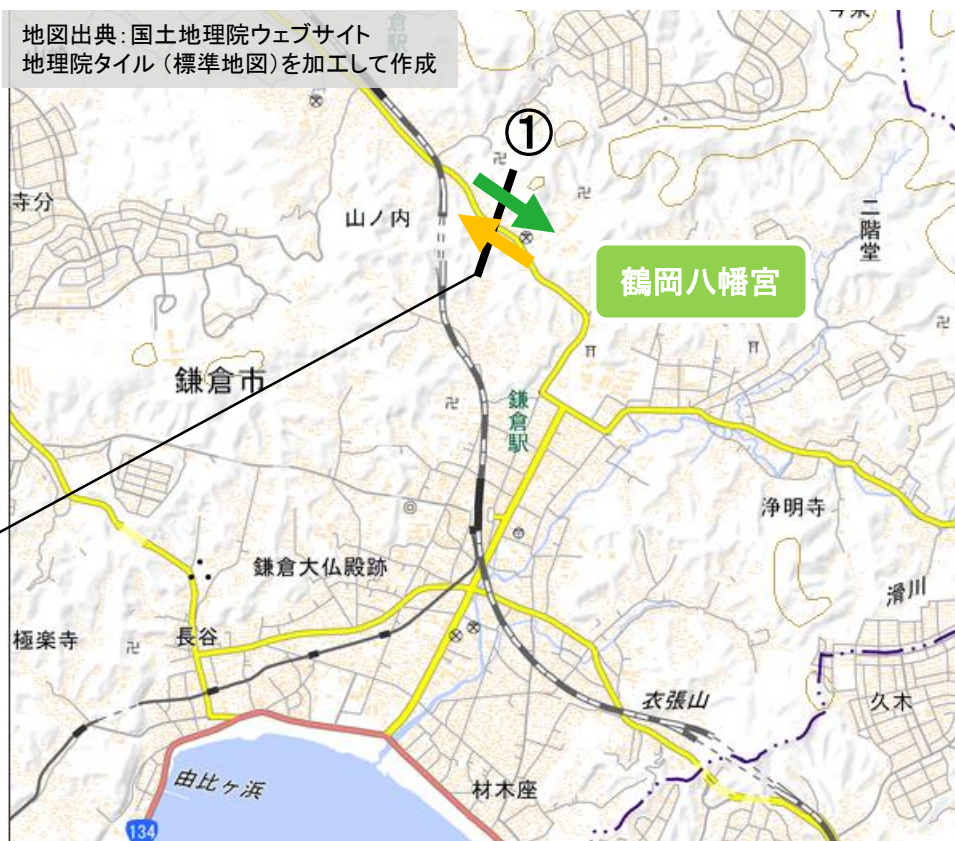 地図出典：国土地理院ウェブサイト
地理院タイル（標準地図）を加工して作成
倉
駅
今泉
①
寺分
山ノ内
二階堂
鶴岡八幡宮
鎌倉市
鎌倉駅
浄明寺
鎌倉大仏殿跡
滑川
極楽寺
長谷
衣張山
久木
由比ヶ浜
材木座
134